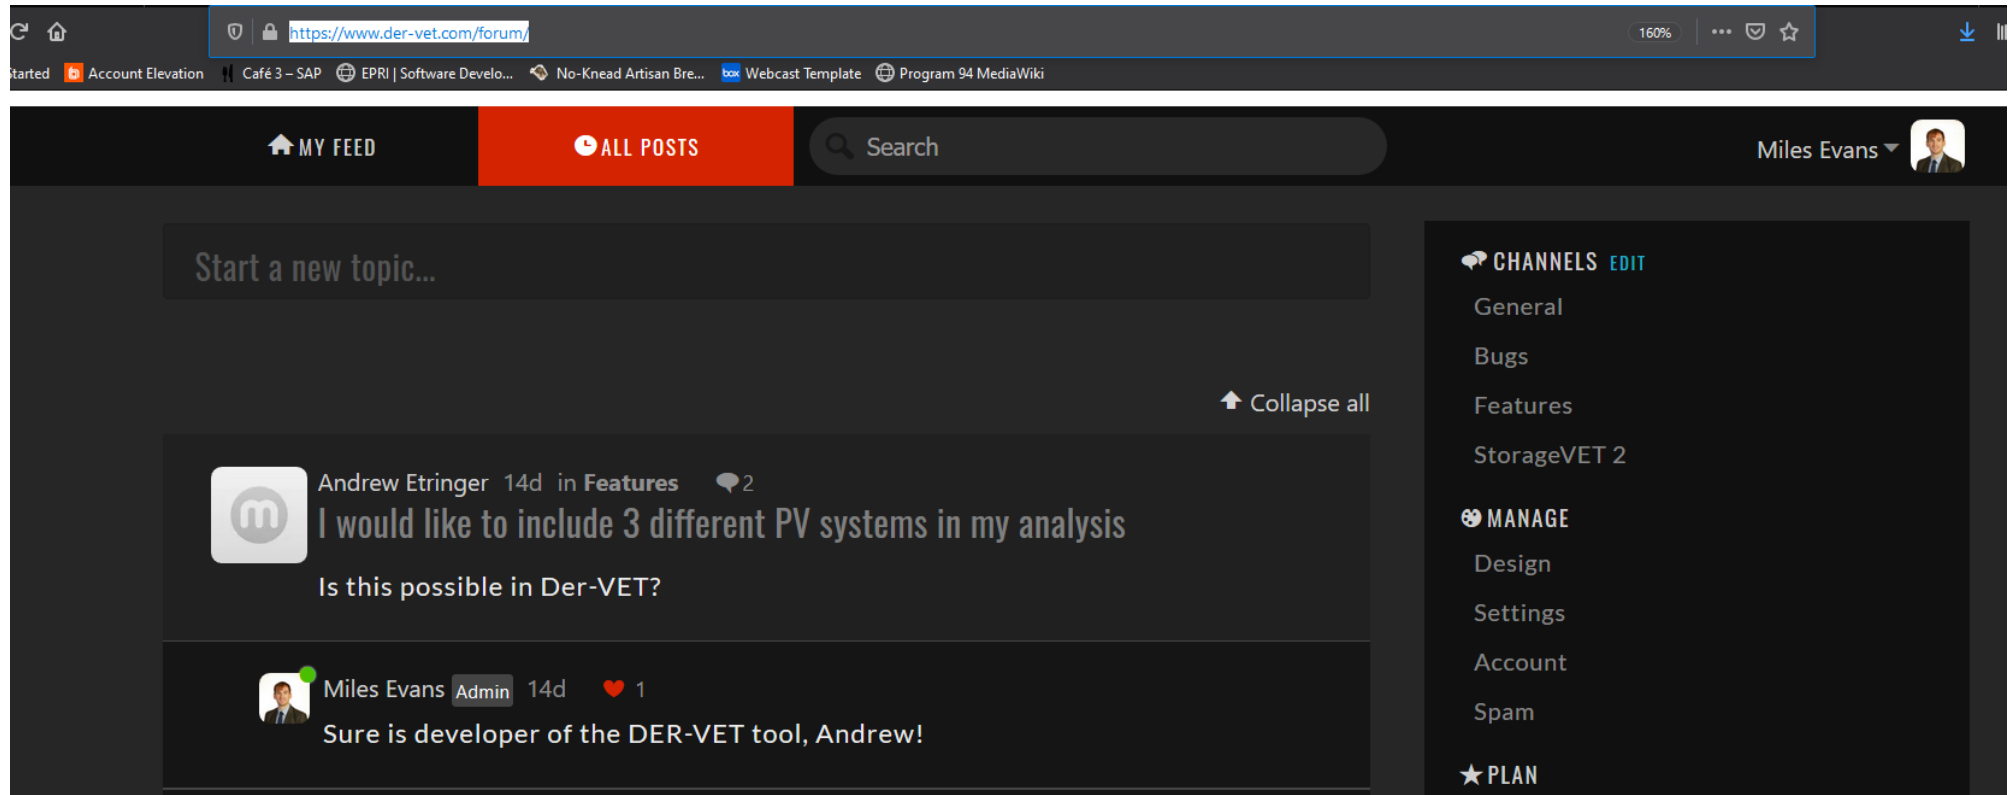 https://www.der-vet.com/forum/
160%
Started Account Elevation Café 3 – SAP EPRI | Software Develo... No-Knead Artisan Bre... box Webcast Template Program 94 MediaWiki
MY FEED
ALL POSTS
Search
Miles Evans
Start a new topic...
Collapse all
Andrew Etringer 14d in Features 2
I would like to include 3 different PV systems in my analysis
Is this possible in Der-VET?
Miles Evans Admin 14d 1
Sure is developer of the DER-VET tool, Andrew!
CHANNELS EDIT
General
Bugs
Features
StorageVET 2
MANAGE
Design
Settings
Account
Spam
PLAN